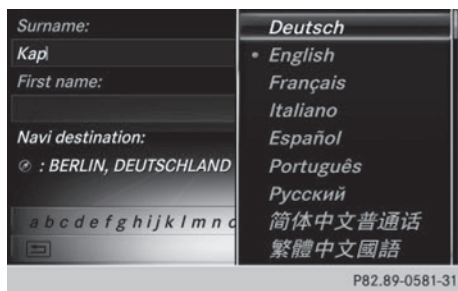 Surname:
Kap
First name:
Navi destination:
: BERLIN, DEUTSCHLAND
a b c d e f g h i j k l m n o
Deutsch
• English
Français
Italiano
Español
Português
Русский
简体中文普通话
繁體中文國語
P82.89-0581-31